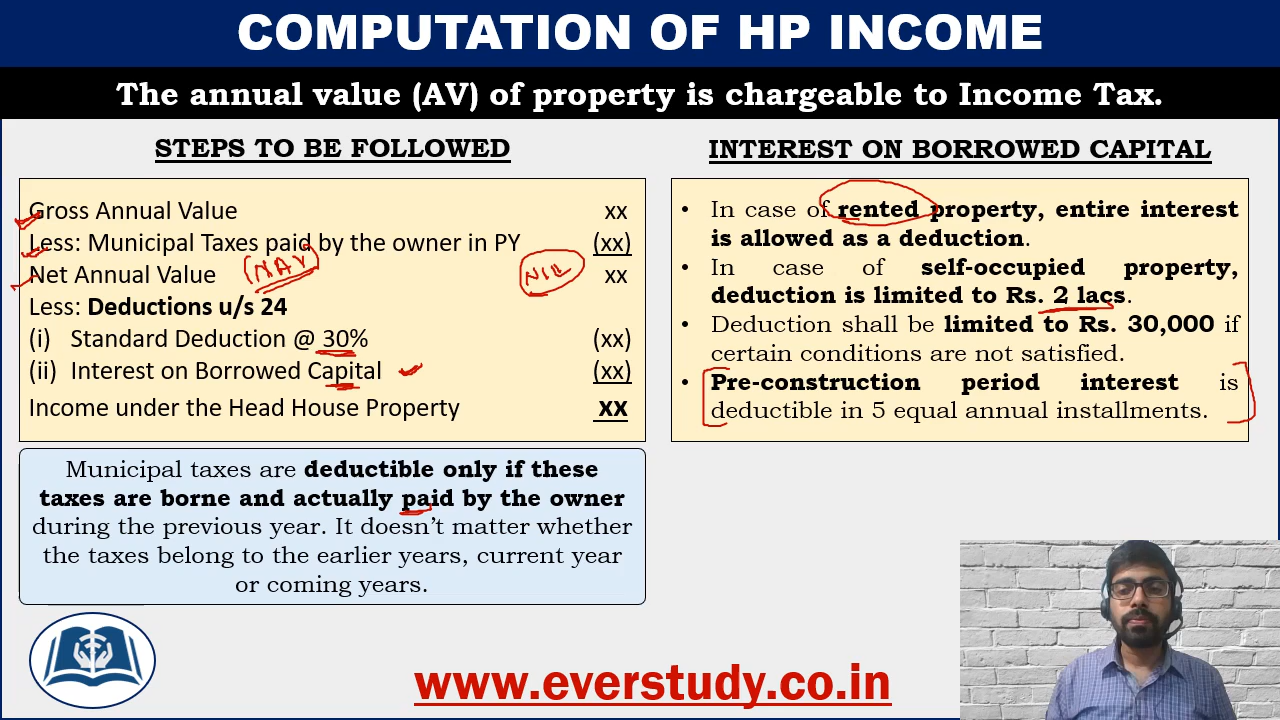 COMPUTATION OF HP INCOME
The annual value (AV) of property is chargeable to Income Tax.
STEPS TO BE FOLLOWED
Gross Annual Value xx
Less: Municipal Taxes paid by the owner in PY (xx)
Net Annual Value (NAV) NIL xx
Less: Deductions u/s 24
(i) Standard Deduction @ 30% (xx)
(ii) Interest on Borrowed Capital (xx)
Income under the Head House Property xx
Municipal taxes are deductible only if these
taxes are borne and actually paid by the owner
during the previous year. It doesn't matter whether
the taxes belong to the earlier years, current year
or coming years.
INTEREST ON BORROWED CAPITAL
• In case of rented property, entire interest
is allowed as a deduction.
• In case of self-occupied property,
deduction is limited to Rs. 2 lacs.
• Deduction shall be limited to Rs. 30,000 if
certain conditions are not satisfied.
• Pre-construction period interest is
deductible in 5 equal annual installments.
www.everstudy.co.in